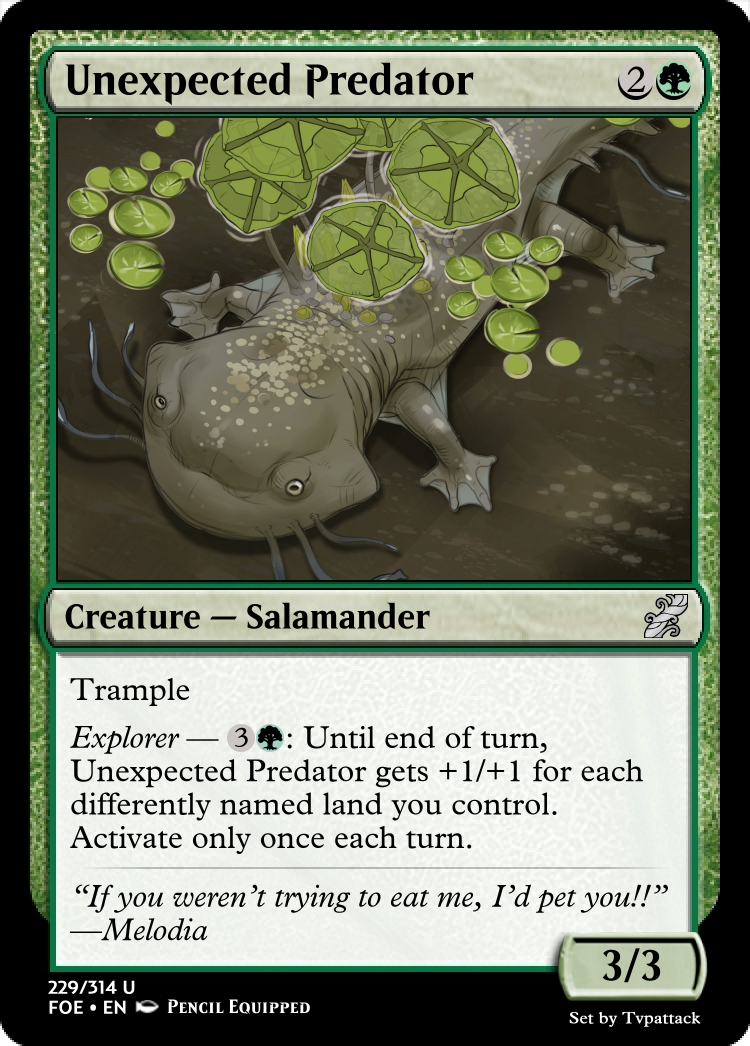 Unexpected Predator 2
Creature — Salamander
Trample
Explorer — 3: Until end of turn,
Unexpected Predator gets +1/+1 for each
differently named land you control.
Activate only once each turn.
“If you weren’t trying to eat me, I’d pet you!!”
—Melodia
3/3
229/314 U
FOE • EN Pencil Equipped
Set by Tvpattack